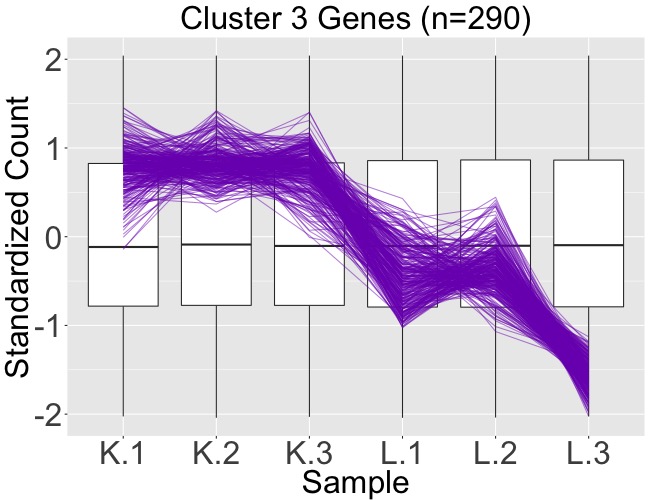 Cluster 3 Genes (n=290)
Standardized Count
2
1
0
-1
-2
K.1 K.2 K.3 L.1 L.2 L.3
Sample